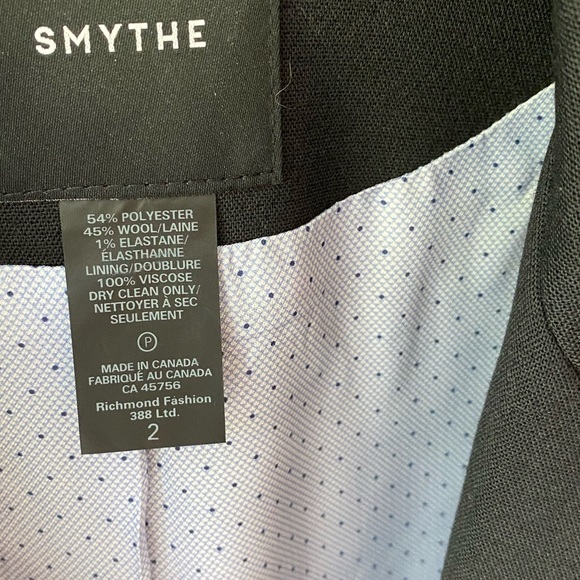 SMYTHE
54% POLYESTER
45% WOOL/LAINE
1% ELASTANE/
ÉLASTHANNE
LINING/DOUBLURE
100% VISCOSE
DRY CLEAN ONLY/
NETTOYER À SEC
SEULEMENT
P
MADE IN CANADA
FABRIQUÉ AU CANADA
CA 45756
Richmond Fashion
388 Ltd.
2